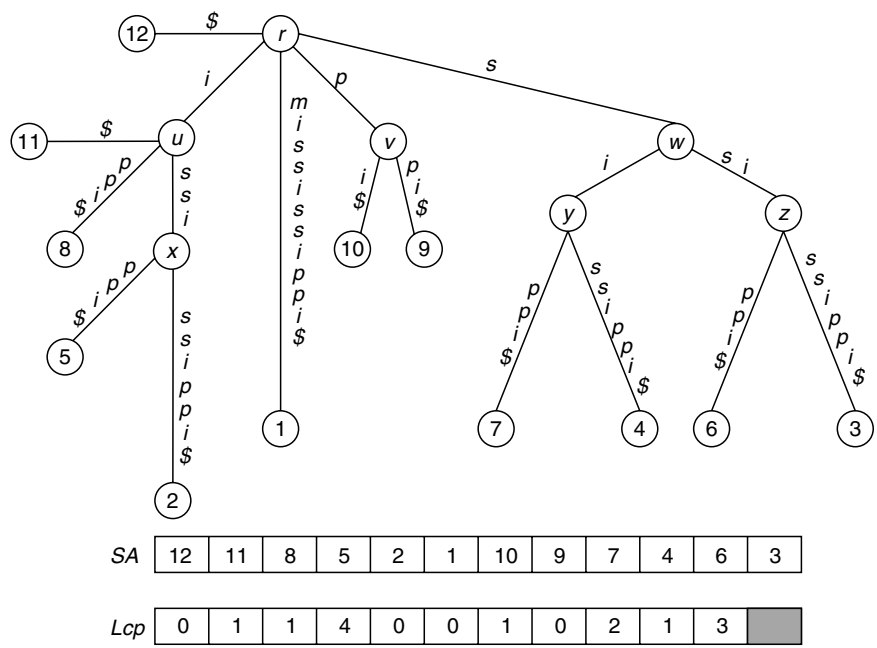 12 $ r
i
m i s s i s s i p p i $
p
s
11 $ u
v
w
$ i p p
s s i
i $
p i $
i
s i
8
x
10
9
y
z
$ i p p
s s i p p i $
$ i p p
s s i p p i $
$ i p p
s s i p p i $
5
1
7
4
6
3
2
SA 12 11 8 5 2 1 10 9 7 4 6 3
Lcp 0 1 1 4 0 0 1 0 2 1 3